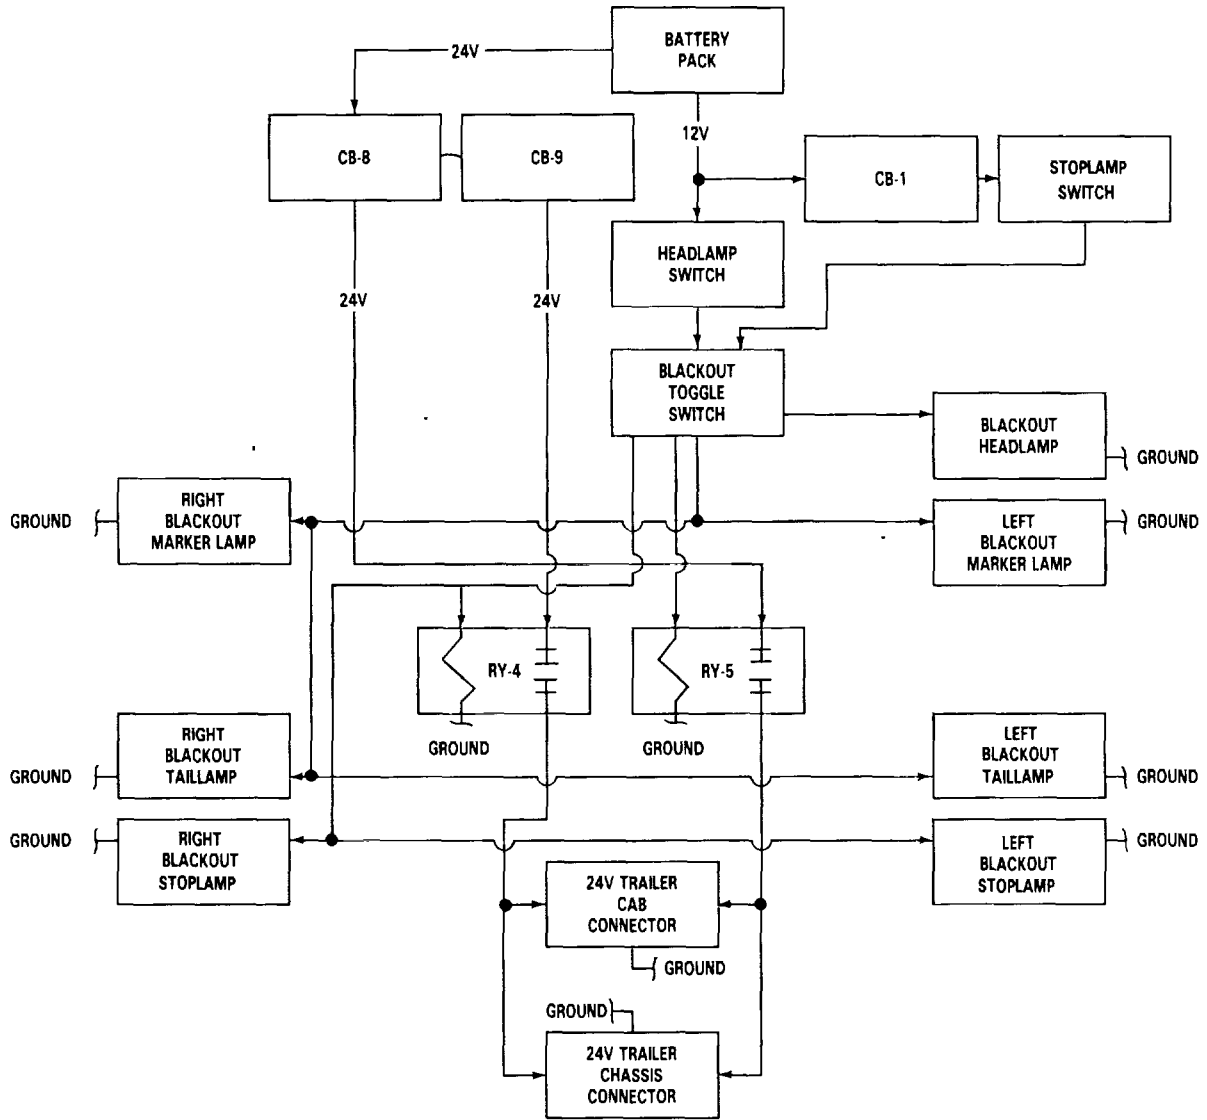 BATTERY
PACK
24V
12V
CB-8
CB-9
CB-1
STOPLAMP
SWITCH
HEADLAMP
SWITCH
24V
24V
BLACKOUT
TOGGLE
SWITCH
BLACKOUT
HEADLAMP
GROUND
GROUND
RIGHT
BLACKOUT
MARKER LAMP
LEFT
BLACKOUT
MARKER LAMP
GROUND
RY-4
RY-5
GROUND
GROUND
GROUND
RIGHT
BLACKOUT
TAILLAMP
LEFT
BLACKOUT
TAILLAMP
GROUND
GROUND
RIGHT
BLACKOUT
STOPLAMP
LEFT
BLACKOUT
STOPLAMP
GROUND
24V TRAILER
CAB
CONNECTOR
GROUND
GROUND
24V TRAILER
CHASSIS
CONNECTOR